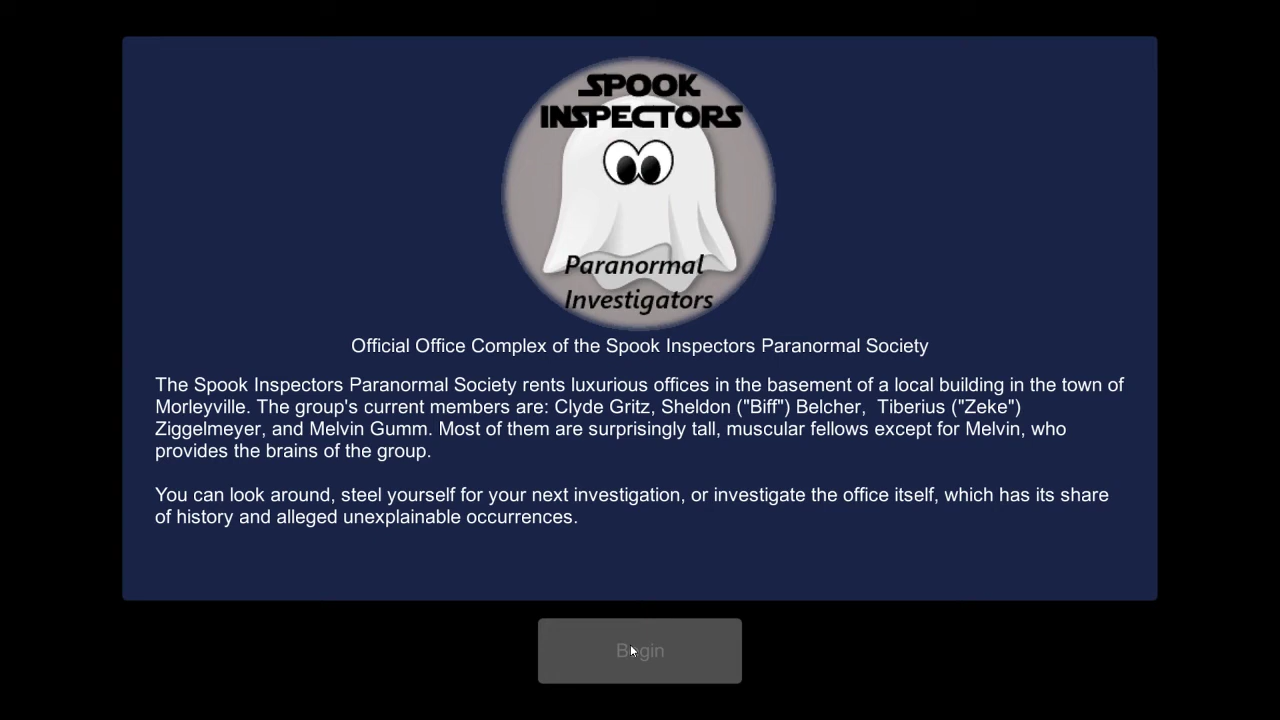 SPOOK
INSPECTORS
Paranormal
Investigators
Official Office Complex of the Spook Inspectors Paranormal Society
The Spook Inspectors Paranormal Society rents luxurious offices in the basement of a local building in the town of
Morleyville. The group's current members are: Clyde Gritz, Sheldon ("Biff") Belcher,  Tiberius ("Zeke")
Ziggelmeyer, and Melvin Gumm. Most of them are surprisingly tall, muscular fellows except for Melvin, who
provides the brains of the group.
You can look around, steel yourself for your next investigation, or investigate the office itself, which has its share
of history and alleged unexplainable occurrences.
Begin